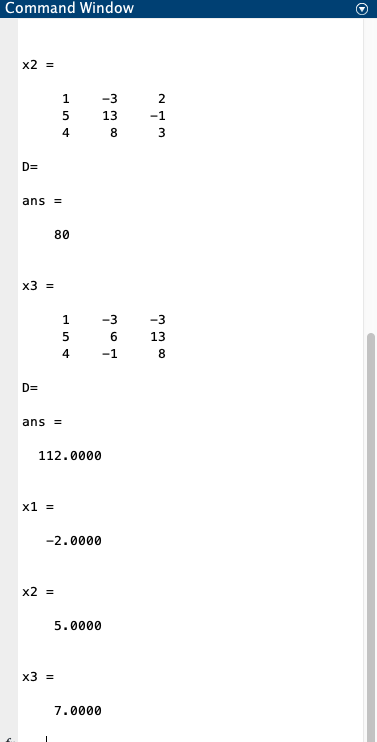 Command Window
x2 =
1 -3 2
5 13 -1
4 8 3
D=
ans =
80
x3 =
1 -3 -3
5 6 13
4 -1 8
D=
ans =
112.0000
x1 =
-2.0000
x2 =
5.0000
x3 =
7.0000